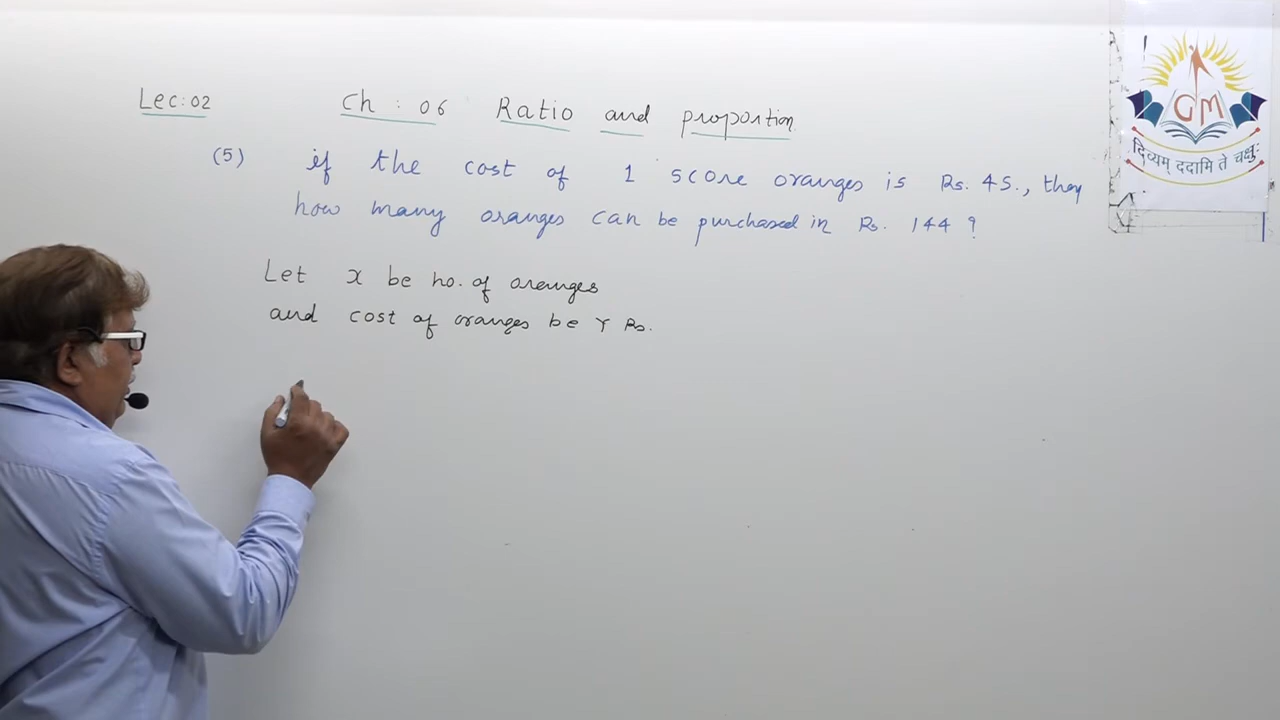 Lec: 02 Ch : 06 Ratio and proportion
(5) if the cost of 1 score oranges is Rs. 45., then
how many oranges can be purchased in Rs. 144 ?
Let x be no. of oranges
and cost of oranges be Y Rs.
GM
दिव्यम् ददामि ते चक्षुः